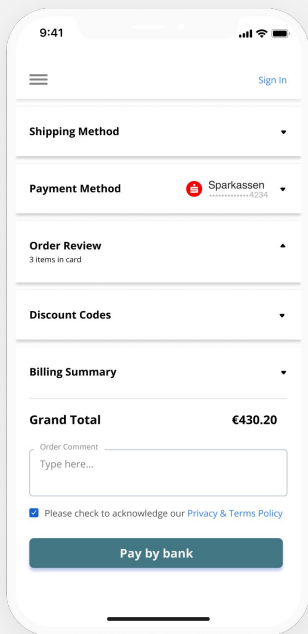 9:41
Sign In
Shipping Method
Payment Method
Sparkassen
............4234
Order Review
3 items in card
Discount Codes
Billing Summary
Grand Total €430.20
Order Comment
Type here...
Please check to acknowledge our Privacy & Terms Policy
Pay by bank